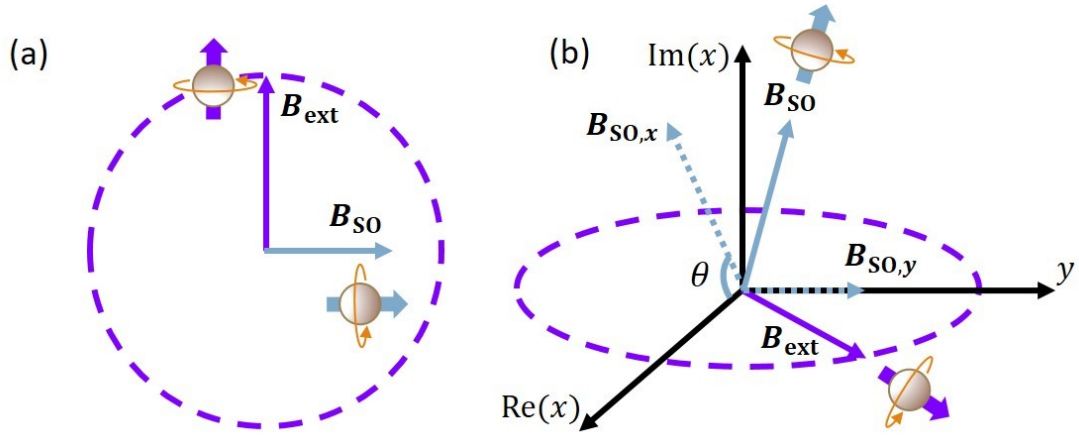 (a)
B_ext
B_SO
(b)
Im(x)
B_SO
B_SO,x
θ
B_SO,y
y
B_ext
Re(x)